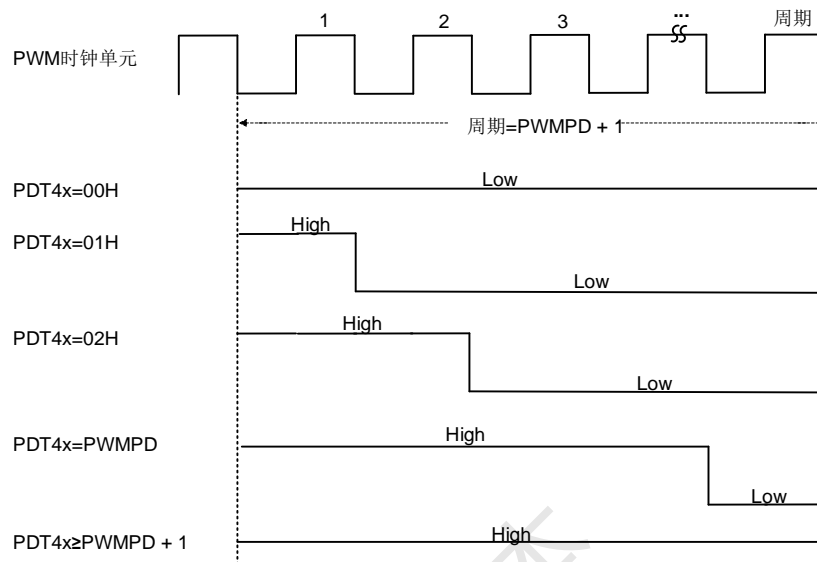 1 2 3 ... 周期
PWM时钟单元
周期=PWMPD + 1
PDT4x=00H Low
PDT4x=01H High Low
PDT4x=02H High Low
PDT4x=PWMPD High Low
PDT4x≥PWMPD + 1 High